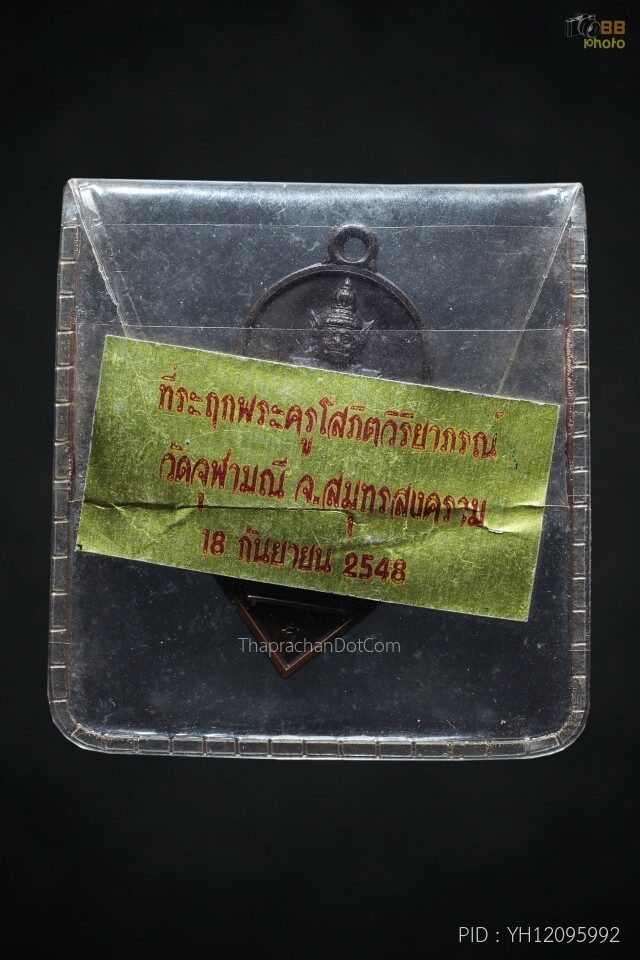 BB
photo
ที่ระฤกพระครูโสภิตวิริยาภรณ์
วัดจุฬามณี จ.สมุทรสงคราม
18 กันยายน 2548
ThaprachanDotCom
PID : YH12095992